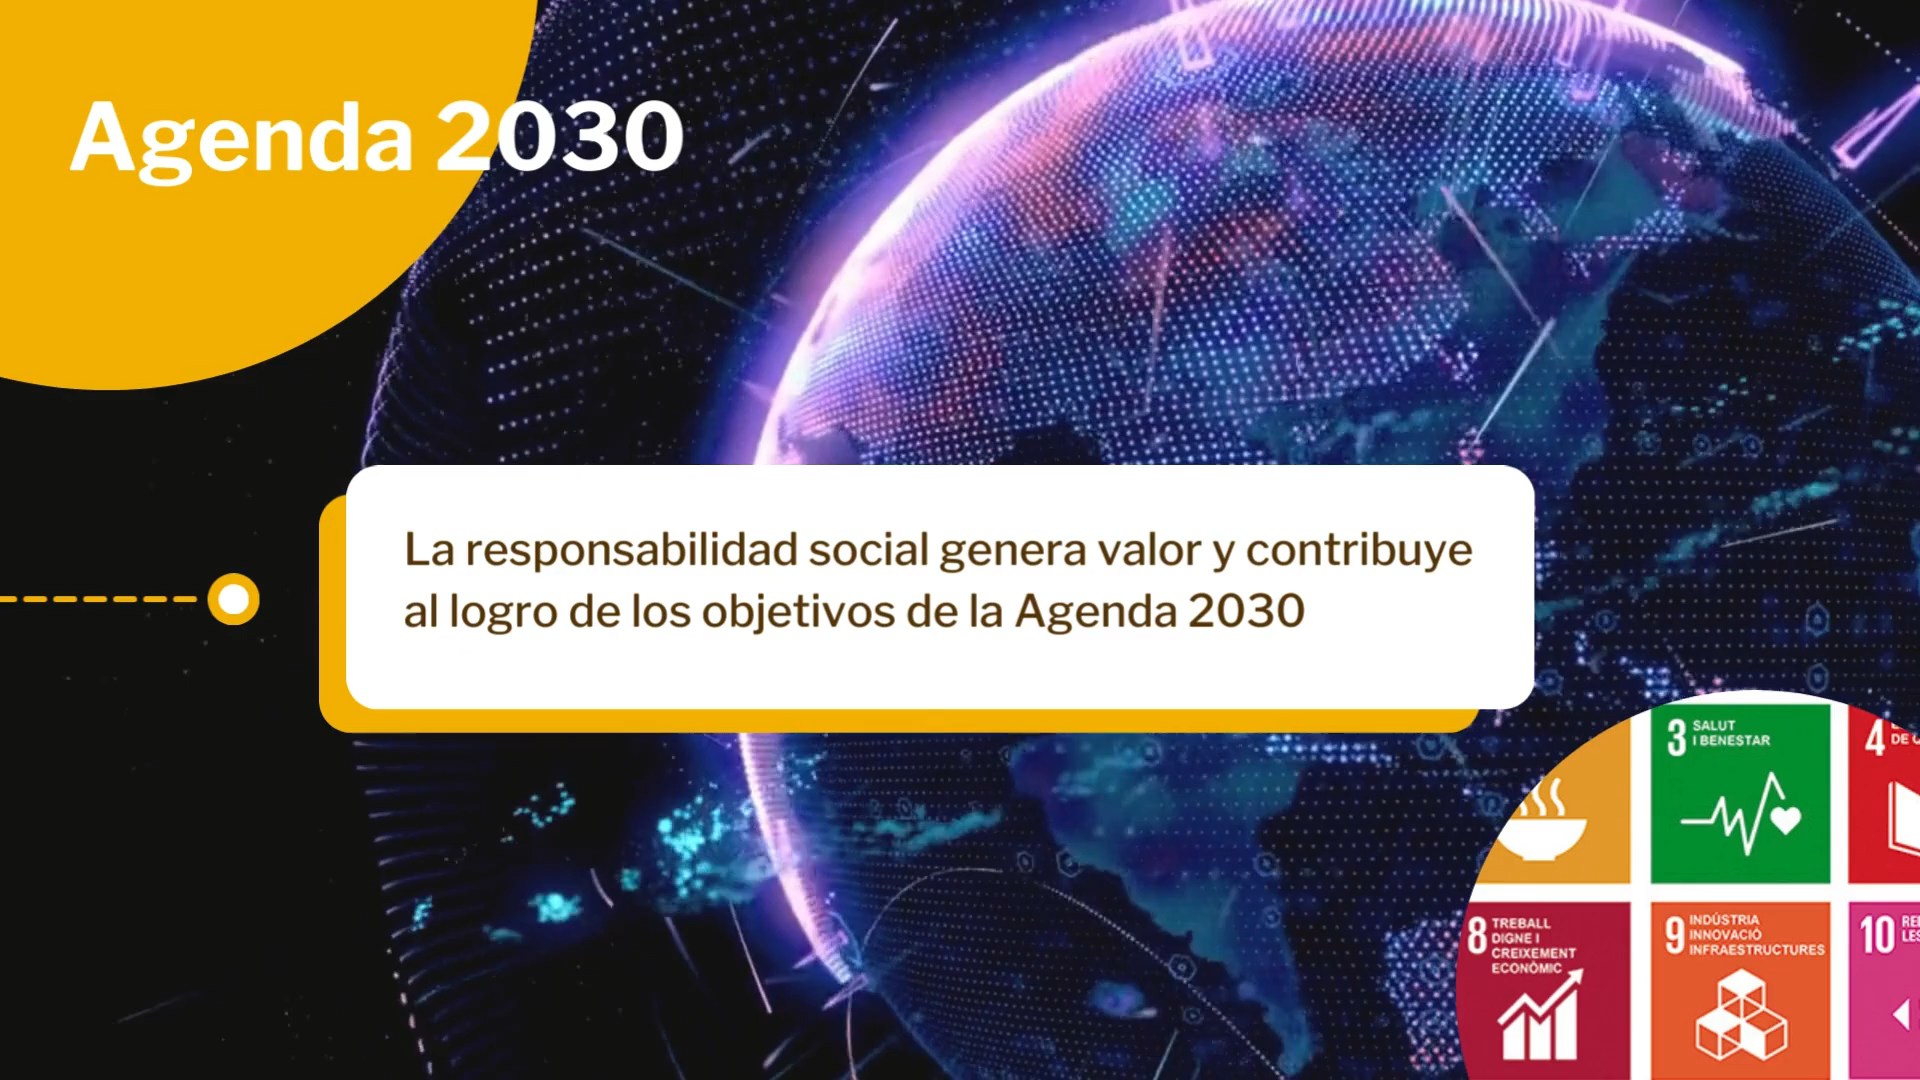 Agenda 2030
La responsabilidad social genera valor y contribuye
al logro de los objetivos de la Agenda 2030
3 SALUT
I BENESTAR
4
DE
8 TREBALL
DIGNE I
CREIXEMENT
ECONÒMIC
9 INDÚSTRIA
INNOVACIÓ
INFRAESTRUCTURES
10